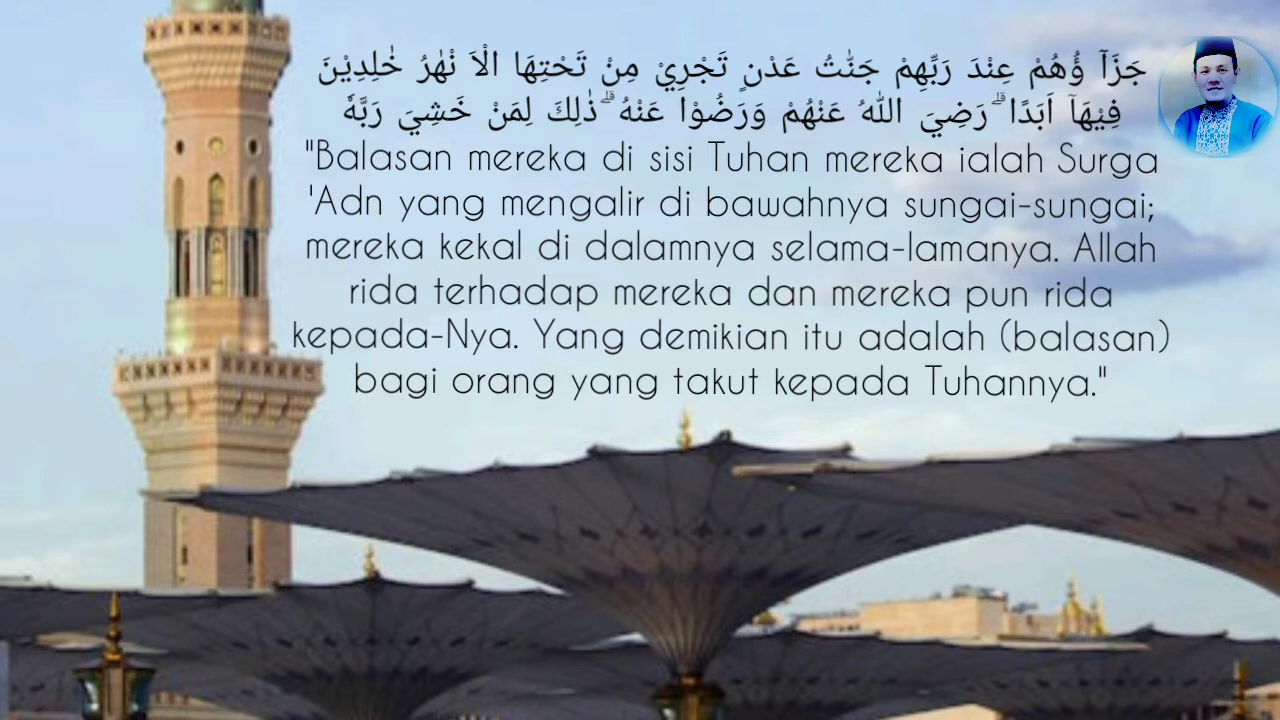 جَزَآ ؤُهُمْ عِنْدَ رَبِّهِمْ جَنّٰتُ عَدْنٍ تَجْرِيْ مِنْ تَحْتِهَا الْاَ نْهٰرُ خٰلِدِيْنَ
فِيْهَاۤ اَبَدًا ۗ رَضِيَ اللّٰهُ عَنْهُمْ وَرَضُوْا عَنْهُ ۗ ذٰلِكَ لِمَنْ خَشِيَ رَبَّهٗ
"Balasan mereka di sisi Tuhan mereka ialah Surga
'Adn yang mengalir di bawahnya sungai-sungai;
mereka kekal di dalamnya selama-lamanya. Allah
rida terhadap mereka dan mereka pun rida
kepada-Nya. Yang demikian itu adalah (balasan)
bagi orang yang takut kepada Tuhannya."